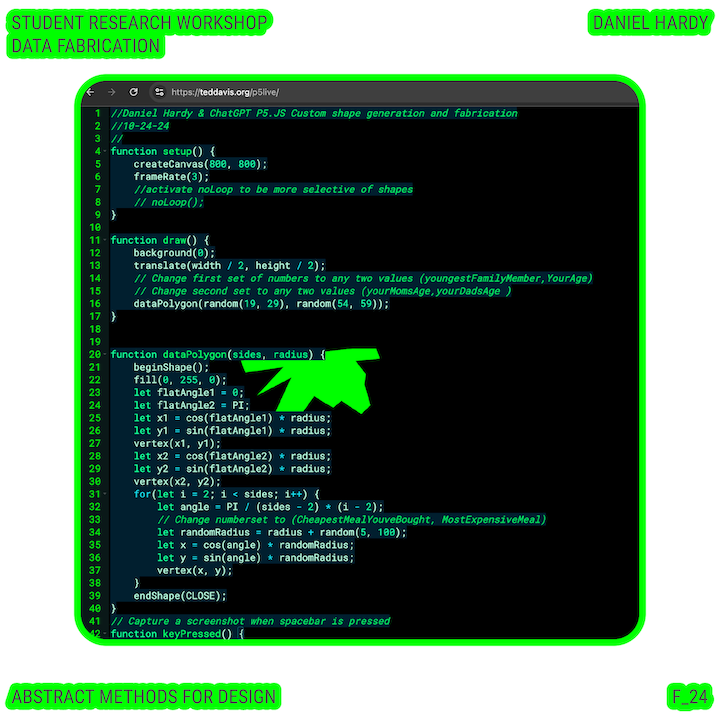 STUDENT RESEARCH WORKSHOP
DATA FABRICATION
DANIEL HARDY
https://teddavis.org/p5live/
1 //Daniel Hardy & ChatGPT P5.JS Custom shape generation and fabrication
2 //10-24-24
3 //
4 function setup() {
5 createCanvas(800, 800);
6 frameRate(3);
7 //activate noLoop to be more selective of shapes
8 // noLoop();
9 }
10
11 function draw() {
12 background(0);
13 translate(width / 2, height / 2);
14 // Change first set of numbers to any two values (youngestFamilyMember,YourAge)
15 // Change second set to any two values (yourMomsAge,yourDadsAge )
16 dataPolygon(random(19, 29), random(54, 59));
17 }
18
19
20 function dataPolygon(sides, radius) {
21 beginShape();
22 fill(0, 255, 0);
23 let flatAngle1 = 0;
24 let flatAngle2 = PI;
25 let x1 = cos(flatAngle1) * radius;
26 let y1 = sin(flatAngle1) * radius;
27 vertex(x1, y1);
28 let x2 = cos(flatAngle2) * radius;
29 let y2 = sin(flatAngle2) * radius;
30 vertex(x2, y2);
31 for(let i = 2; i < sides; i++) {
32 let angle = PI / (sides - 2) * (i - 2);
33 // Change numberset to (CheapestMealYouveBought, MostExpensiveMeal)
34 let randomRadius = radius + random(5, 100);
35 let x = cos(angle) * randomRadius;
36 let y = sin(angle) * randomRadius;
37 vertex(x, y);
38 }
39 endShape(CLOSE);
40 }
41 // Capture a screenshot when spacebar is pressed
42 function keyPressed() {
ABSTRACT METHODS FOR DESIGN
F_24